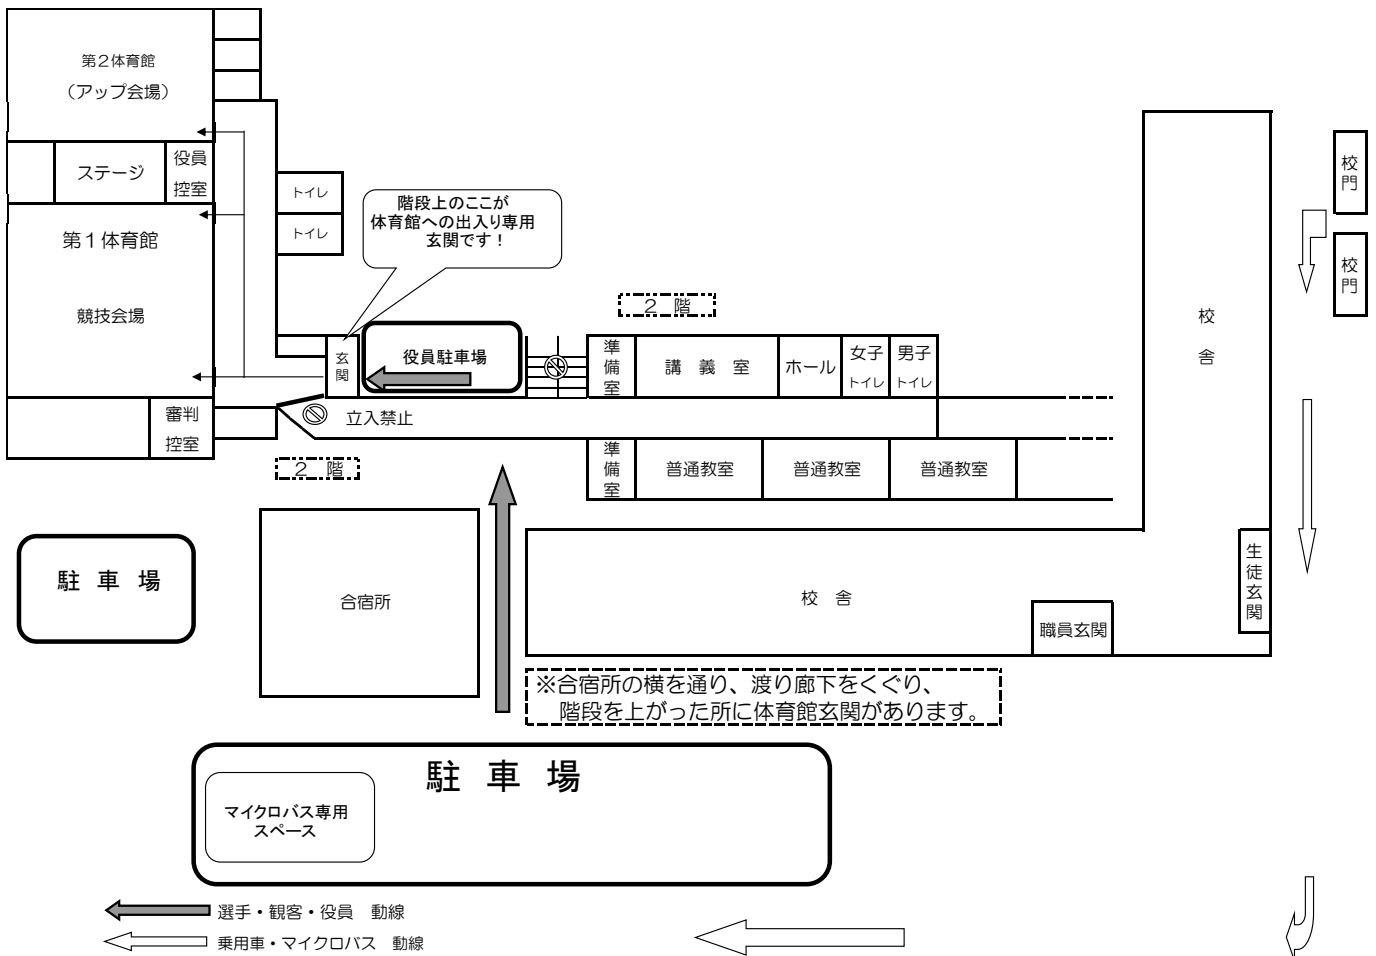 第２体育館
（アップ会場）
ステージ
役員
控室
第１体育館
競技会場
審判
控室
トイレ
トイレ
階段上のここが
体育館への出入り専用
玄関です！
玄関
役員駐車場
２　階
準備室
講　義　室
ホール
女子
トイレ
男子
トイレ
立入禁止
２　階
準備室
普通教室
普通教室
普通教室
校舎
校門
校門
生徒玄関
駐　車　場
合宿所
校　舎
職員玄関
※合宿所の横を通り、渡り廊下をくぐり、
階段を上がった所に体育館玄関があります。
駐　車　場
マイクロバス専用
スペース
選手・観客・役員　動線
乗用車・マイクロバス　動線